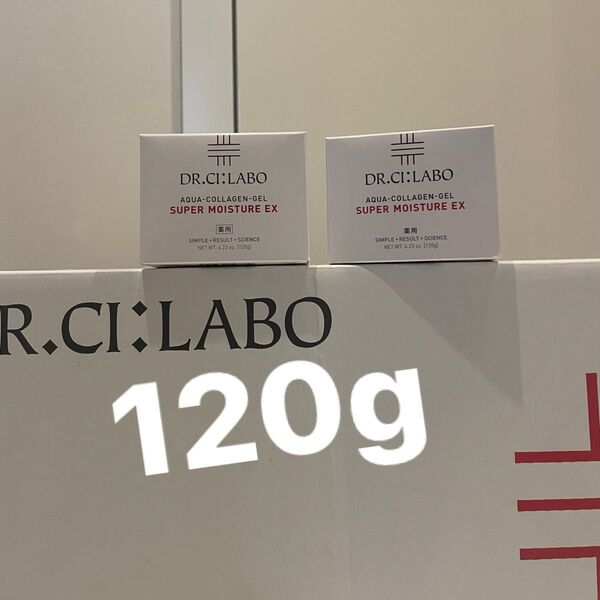 DR.CI:LABO
AQUA-COLLAGEN-GEL
SUPER MOISTURE EX
薬用
SIMPLE+RESULT+SCIENCE
NET WT. 4.23 oz. (120g)
DR.CI:LABO
AQUA-COLLAGEN-GEL
SUPER MOISTURE EX
薬用
SIMPLE+RESULT+SCIENCE
NET WT. 4.23 oz. (120g)
R.CI:LABO
120g